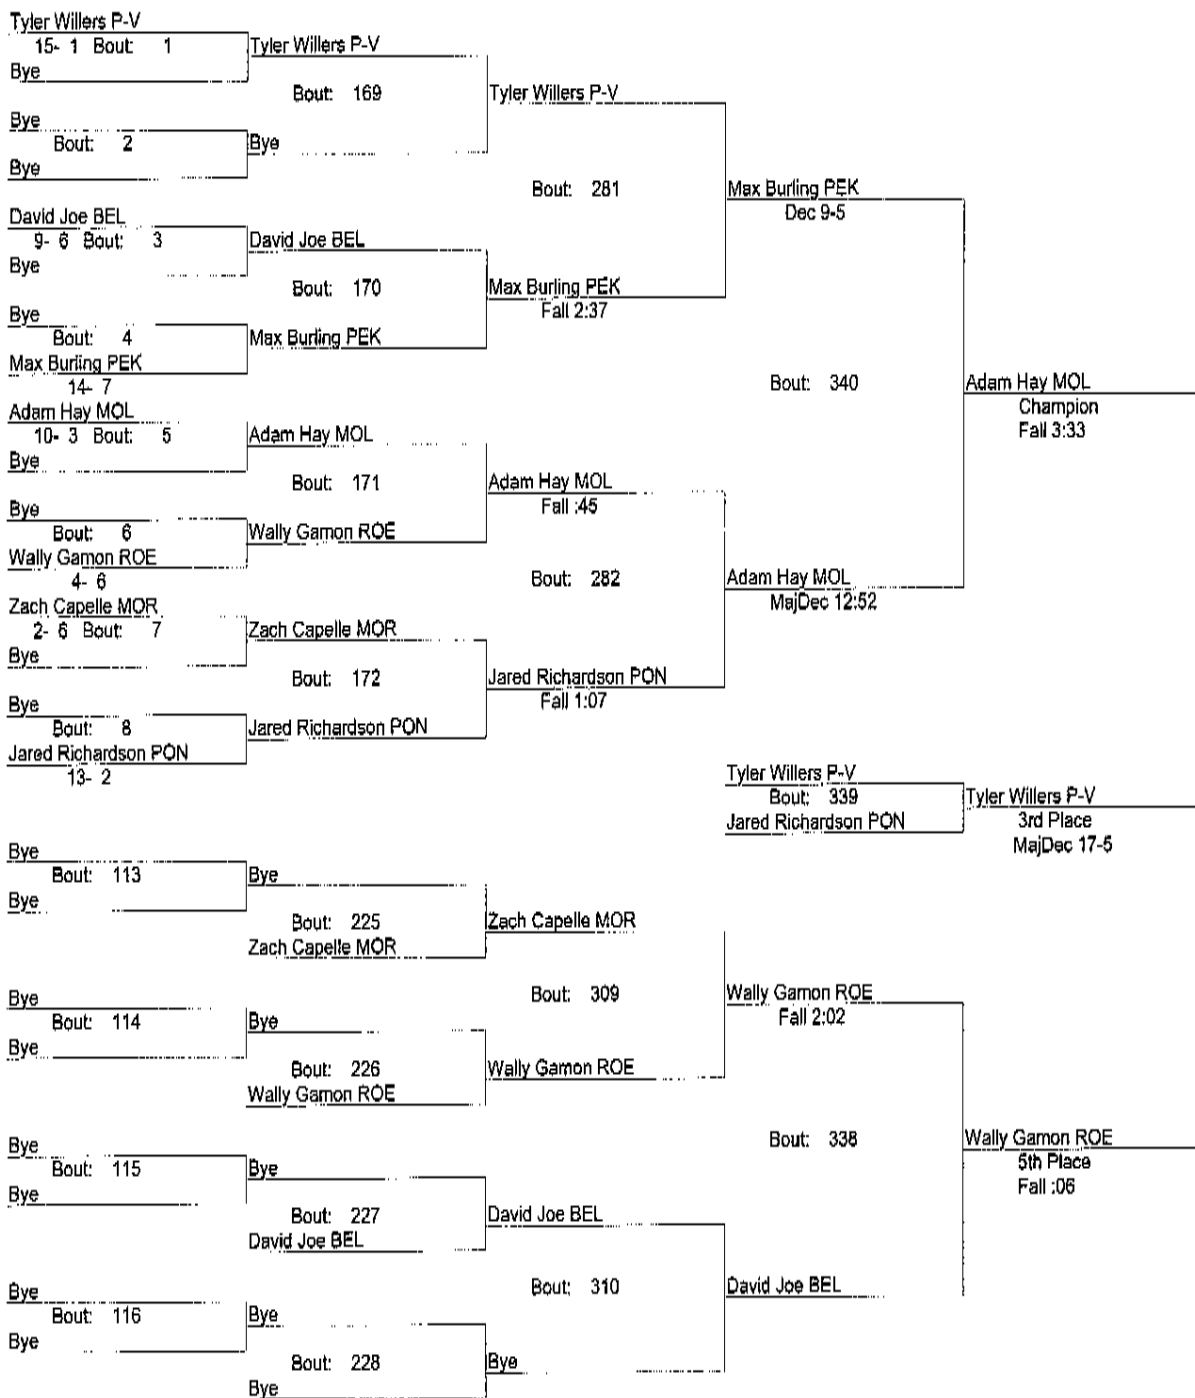 Tyler Willers P-V
15- 1 Bout: 1
Bye
Tyler Willers P-V
Bout: 169
Bye
Bout: 2
Bye
Bye
Tyler Willers P-V
Bout: 281
David Joe BEL
9- 6 Bout: 3
Bye
David Joe BEL
Bout: 170
Bye
Bout: 4
Max Burling PEK
14- 7
Max Burling PEK
Max Burling PEK
Fall 2:37
Max Burling PEK
Dec 9-5
Bout: 340
Adam Hay MOL
10- 3 Bout: 5
Bye
Adam Hay MOL
Bout: 171
Bye
Bout: 6
Wally Gamon ROE
4- 6
Wally Gamon ROE
Adam Hay MOL
Fall :45
Bout: 282
Zach Capelle MOR
2- 6 Bout: 7
Bye
Zach Capelle MOR
Bout: 172
Bye
Bout: 8
Jared Richardson PON
13- 2
Jared Richardson PON
Jared Richardson PON
Fall 1:07
Adam Hay MOL
MajDec 12:52
Adam Hay MOL
Champion
Fall 3:33
Tyler Willers P-V
Bout: 339
Jared Richardson PON
Tyler Willers P-V
3rd Place
MajDec 17-5
Bye
Bout: 113
Bye
Bye
Bout: 225
Zach Capelle MOR
Zach Capelle MOR
Bout: 309
Bye
Bout: 114
Bye
Bye
Bout: 226
Wally Gamon ROE
Wally Gamon ROE
Wally Gamon ROE
Fall 2:02
Bout: 338
Bye
Bout: 115
Bye
Bye
Bout: 227
David Joe BEL
David Joe BEL
Bout: 310
Bye
Bout: 116
Bye
Bye
Bout: 228
Bye
Bye
David Joe BEL
Wally Gamon ROE
5th Place
Fall :06